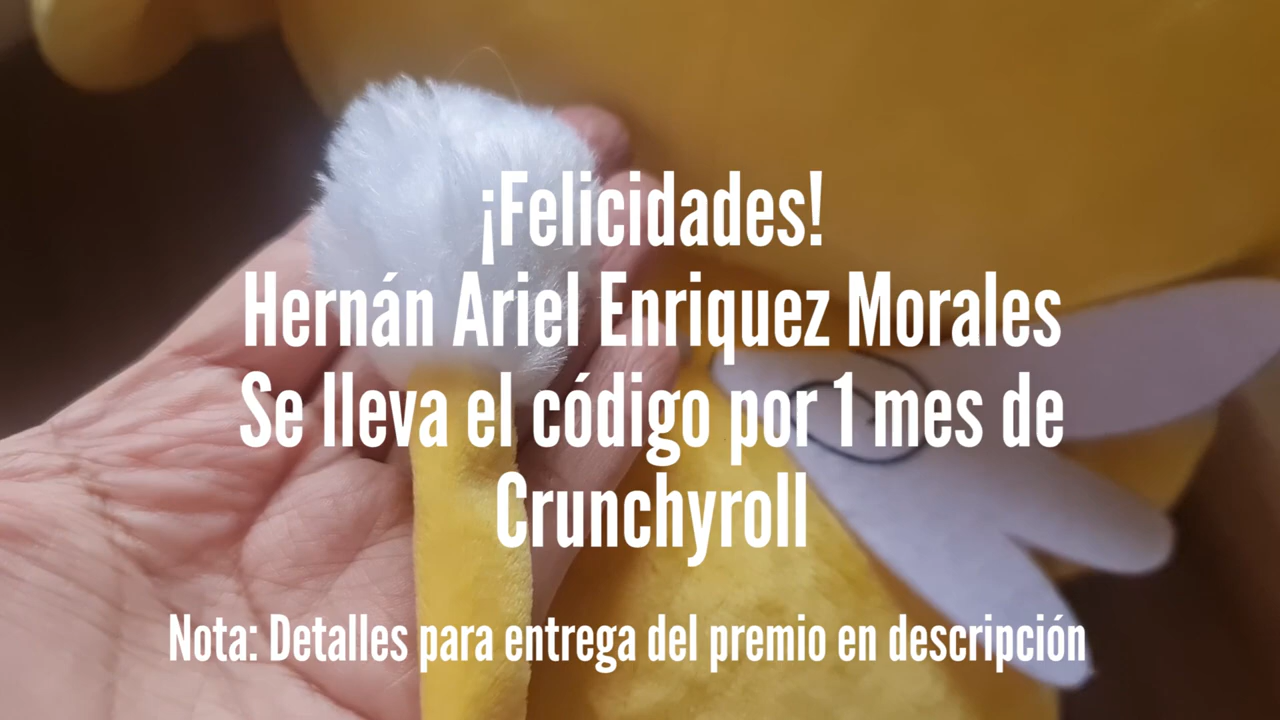 ¡Felicidades!
Hernán Ariel Enriquez Morales
Se lleva el código por 1 mes de
Crunchyroll
Nota: Detalles para entrega del premio en descripción